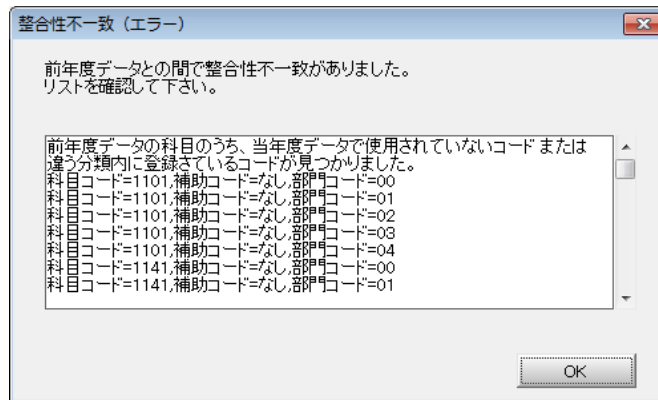 整合性不一致（エラー）
前年度データとの間で整合性不一致がありました。
リストを確認して下さい。
前年度データの科目のうち、当年度データで使用されていないコードまたは
違う分類内に登録さているコードが見つかりました。
科目コード=1101,補助コード=なし,部門コード=00
科目コード=1101,補助コード=なし,部門コード=01
科目コード=1101,補助コード=なし,部門コード=02
科目コード=1101,補助コード=なし,部門コード=03
科目コード=1101,補助コード=なし,部門コード=04
科目コード=1141,補助コード=なし,部門コード=00
科目コード=1141,補助コード=なし,部門コード=01
OK